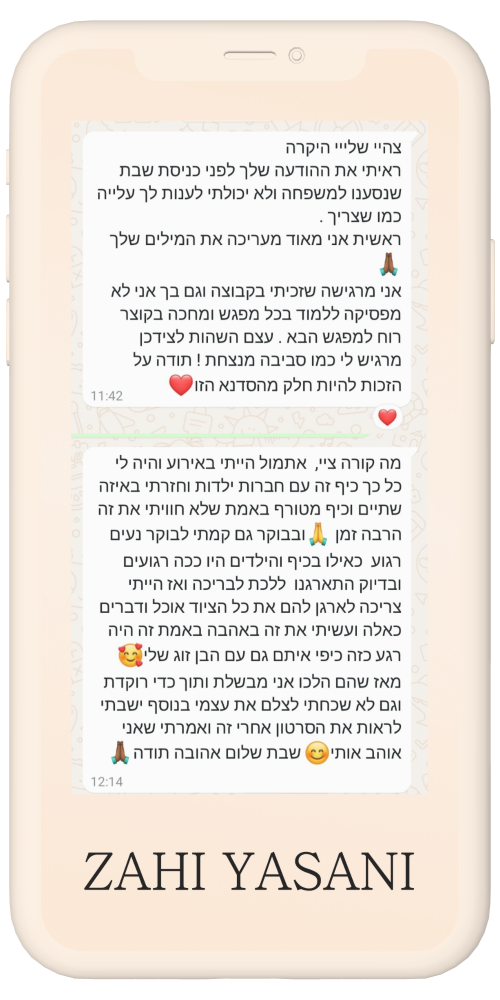 צהיי שלייי היקרה
ראיתי את ההודעה שלך לפני כניסת שבת
שנסענו למשפחה ולא יכולתי לענות לך עלייה
כמו שצריך .
ראשית אני מאוד מעריכה את המילים שלך
🙏🏾
אני מרגישה שזכיתי בקבוצה וגם בך אני לא
מפסיקה ללמוד בכל מפגש ומחכה בקוצר
רוח למפגש הבא . עצם השהות לצידכן
מרגיש לי כמו סביבה מנצחת ! תודה על
הזכות להיות חלק מהסדנא הזו❤️
11:42
❤️
מה קורה ציי, אתמול הייתי באירוע והיה לי
כל כך כיף זה עם חברות ילדות וחזרתי באיזה
שתיים וכיף מטורף באמת שלא חוויתי את זה
הרבה זמן 🙏ובבוקר גם קמתי לבוקר נעים
רגוע כאילו בכיף והילדים היו ככה רגועים
ובדיוק התארגנו ללכת לבריכה ואז הייתי
צריכה לארגן להם את כל הציוד אוכל ודברים
כאלה ועשיתי את זה באהבה באמת זה היה
רגע כזה כיפי איתם גם עם הבן זוג שלי🥰
מאז שהם הלכו אני מבשלת ותוך כדי רוקדת
וגם לא שכחתי לצלם את עצמי בנוסף ישבתי
לראות את הסרטון אחרי זה ואמרתי שאני
אוהב אותי😊 שבת שלום אהובה תודה🙏🏾
12:14
ZAHI YASANI